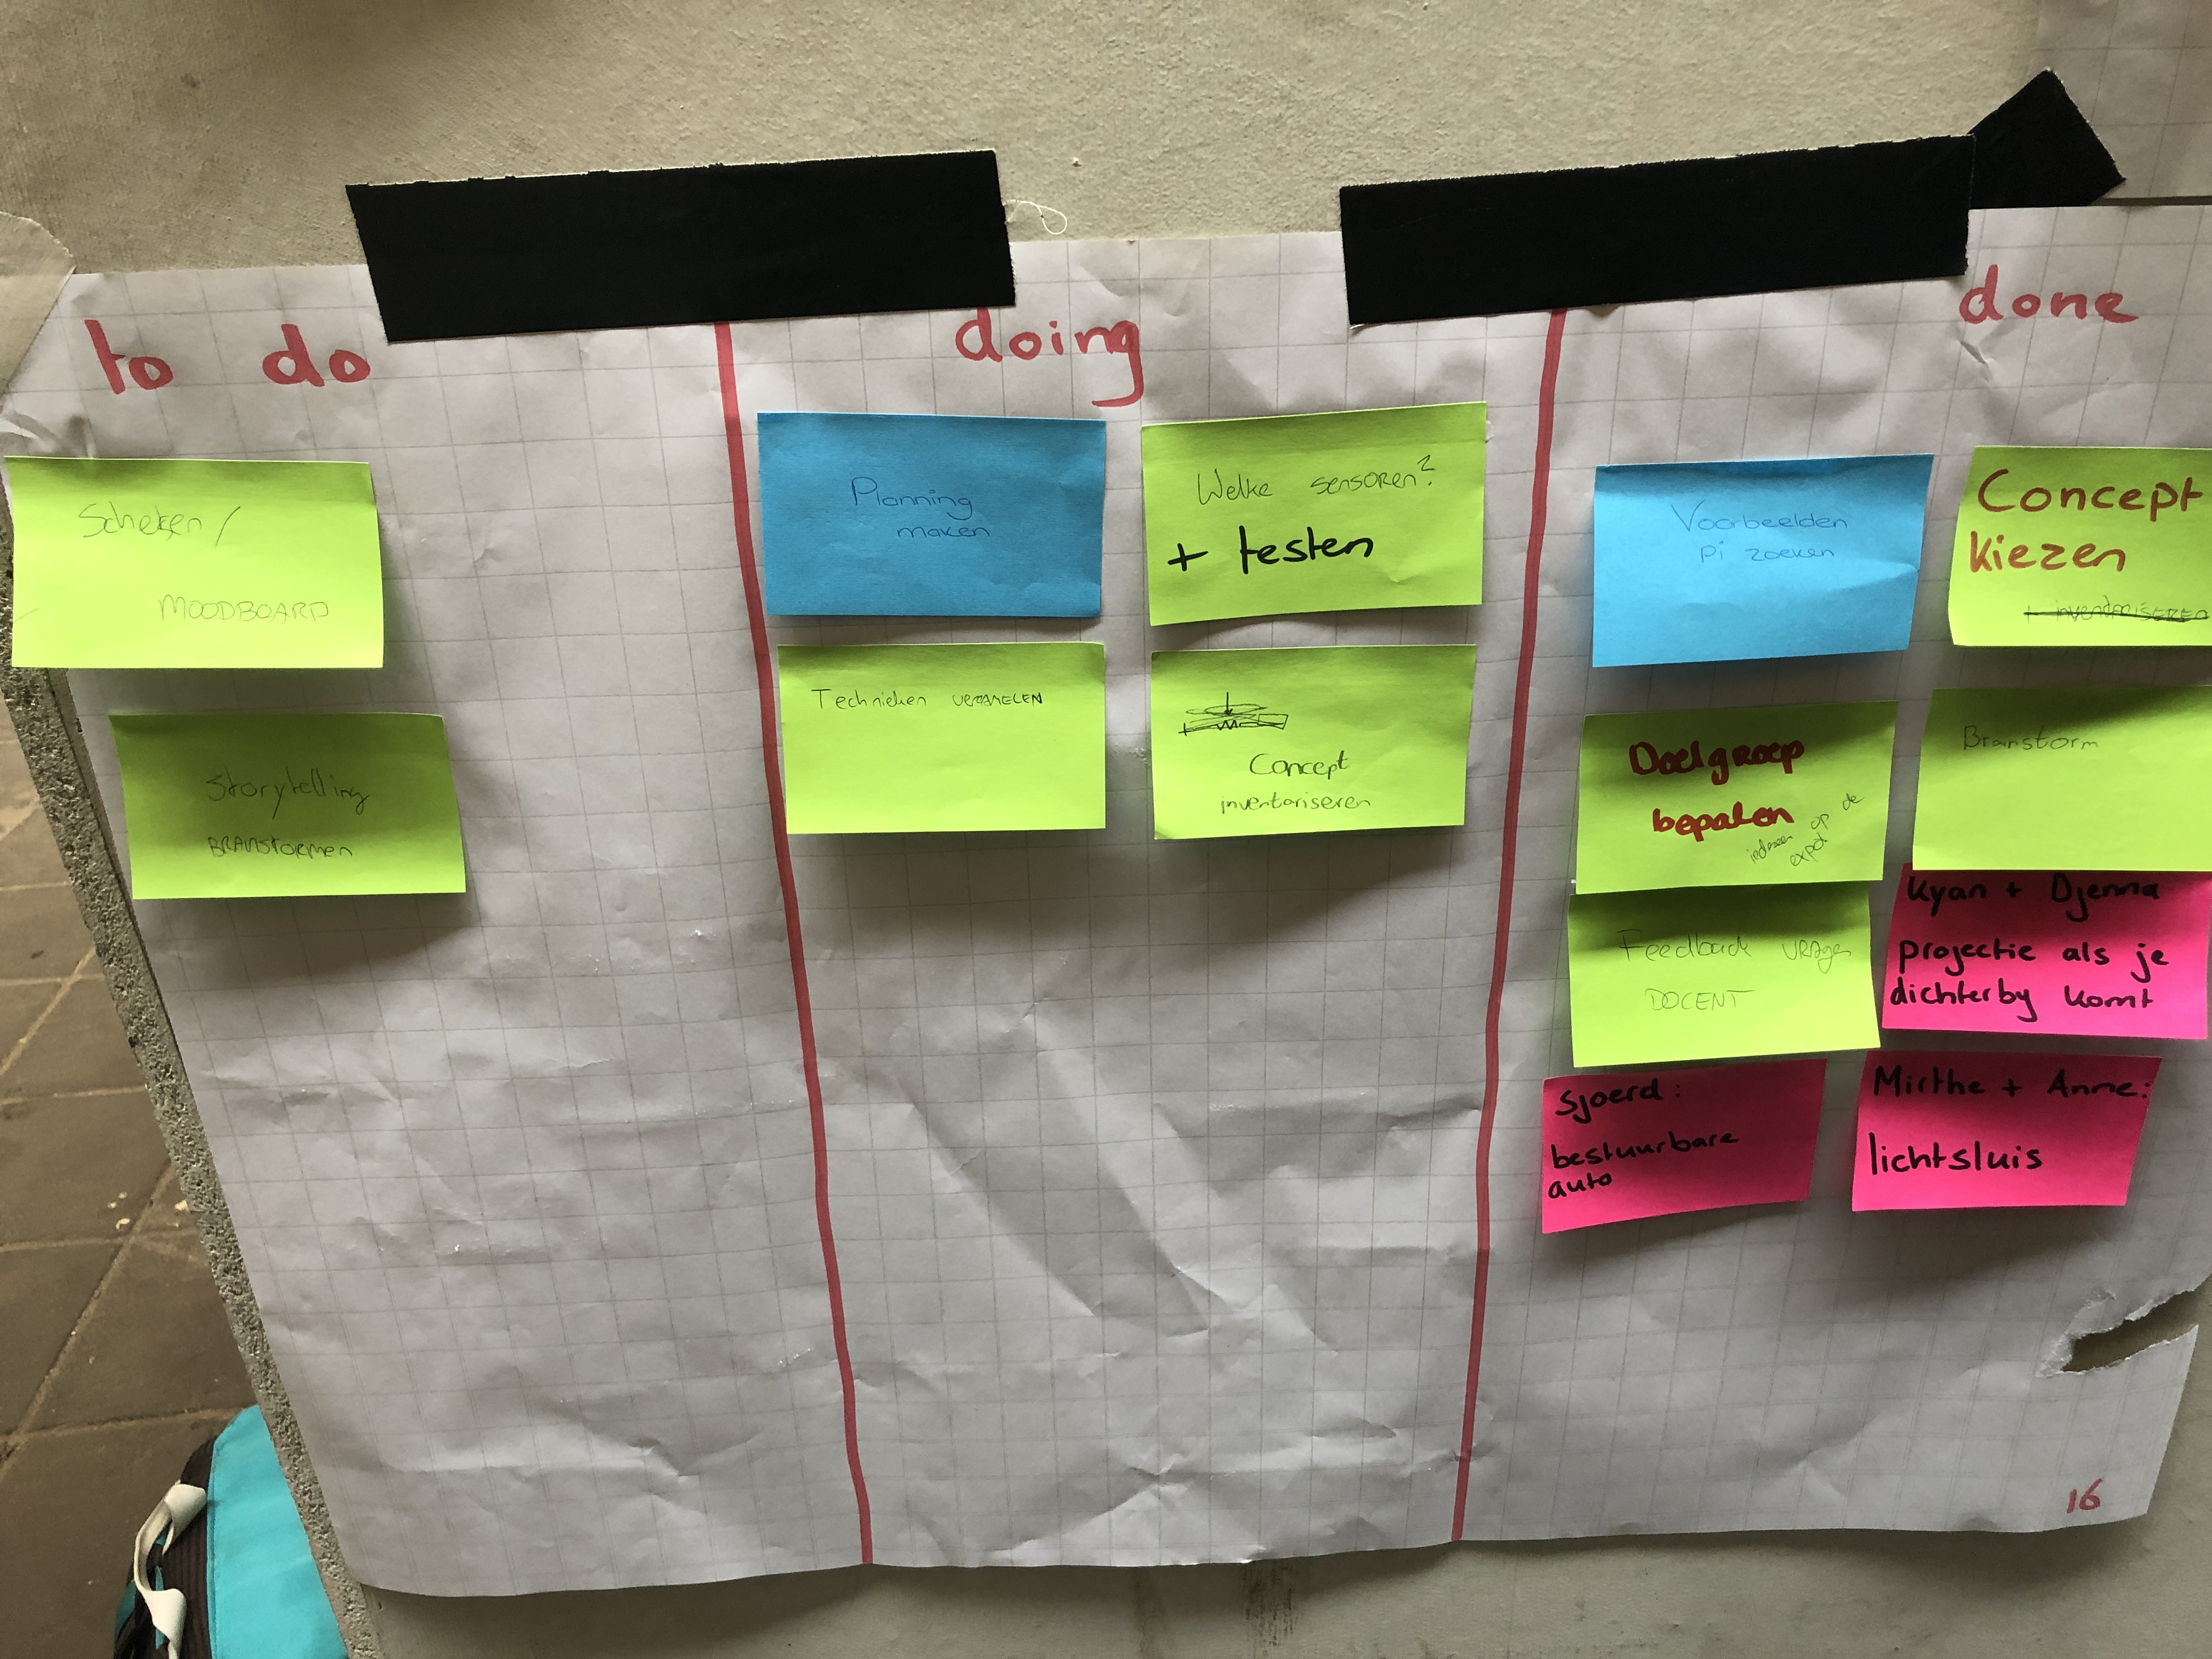 to do
doing
done
Schetsen /
MOODBOARD
Storytelling
BRAINSTORMEN
Planning
maken
Welke sensoren?
+ testen
Technieken VERZAMELEN
Concept
inventariseren
Voorbeelden
Pi zoeken
Concept
kiezen
+ inventariseren
Doelgroep
bepalen
iedereen op de
expo
Brainstorm
Feedback vragen
DOCENT
Kyan + Djenna
projectie als je
dichterby komt
Sjoerd:
bestuurbare
auto
Mirthe + Anne:
lichtsluis
16